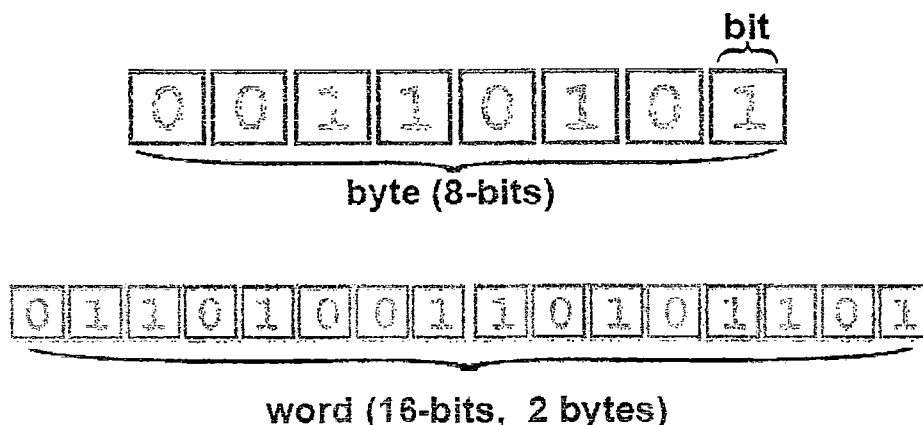 bit
0 0 1 1 0 1 0 1
byte (8-bits)
0 1 1 0 1 0 0 1 1 0 1 0 1 1 0 1
word (16-bits, 2 bytes)